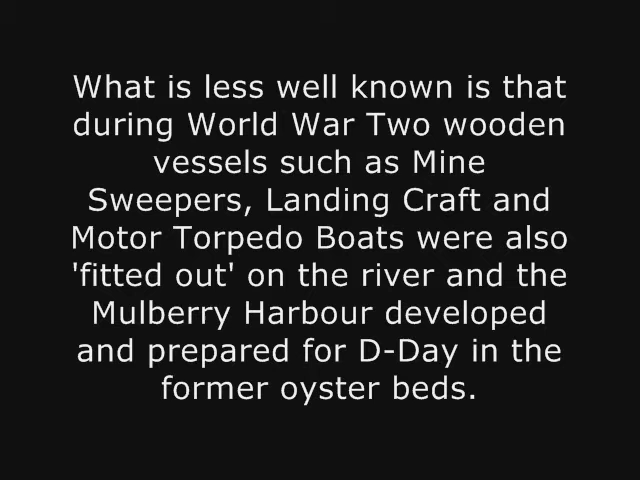 What is less well known is that
during World War Two wooden
vessels such as Mine
Sweepers, Landing Craft and
Motor Torpedo Boats were also
'fitted out' on the river and the
Mulberry Harbour developed
and prepared for D-Day in the
former oyster beds.